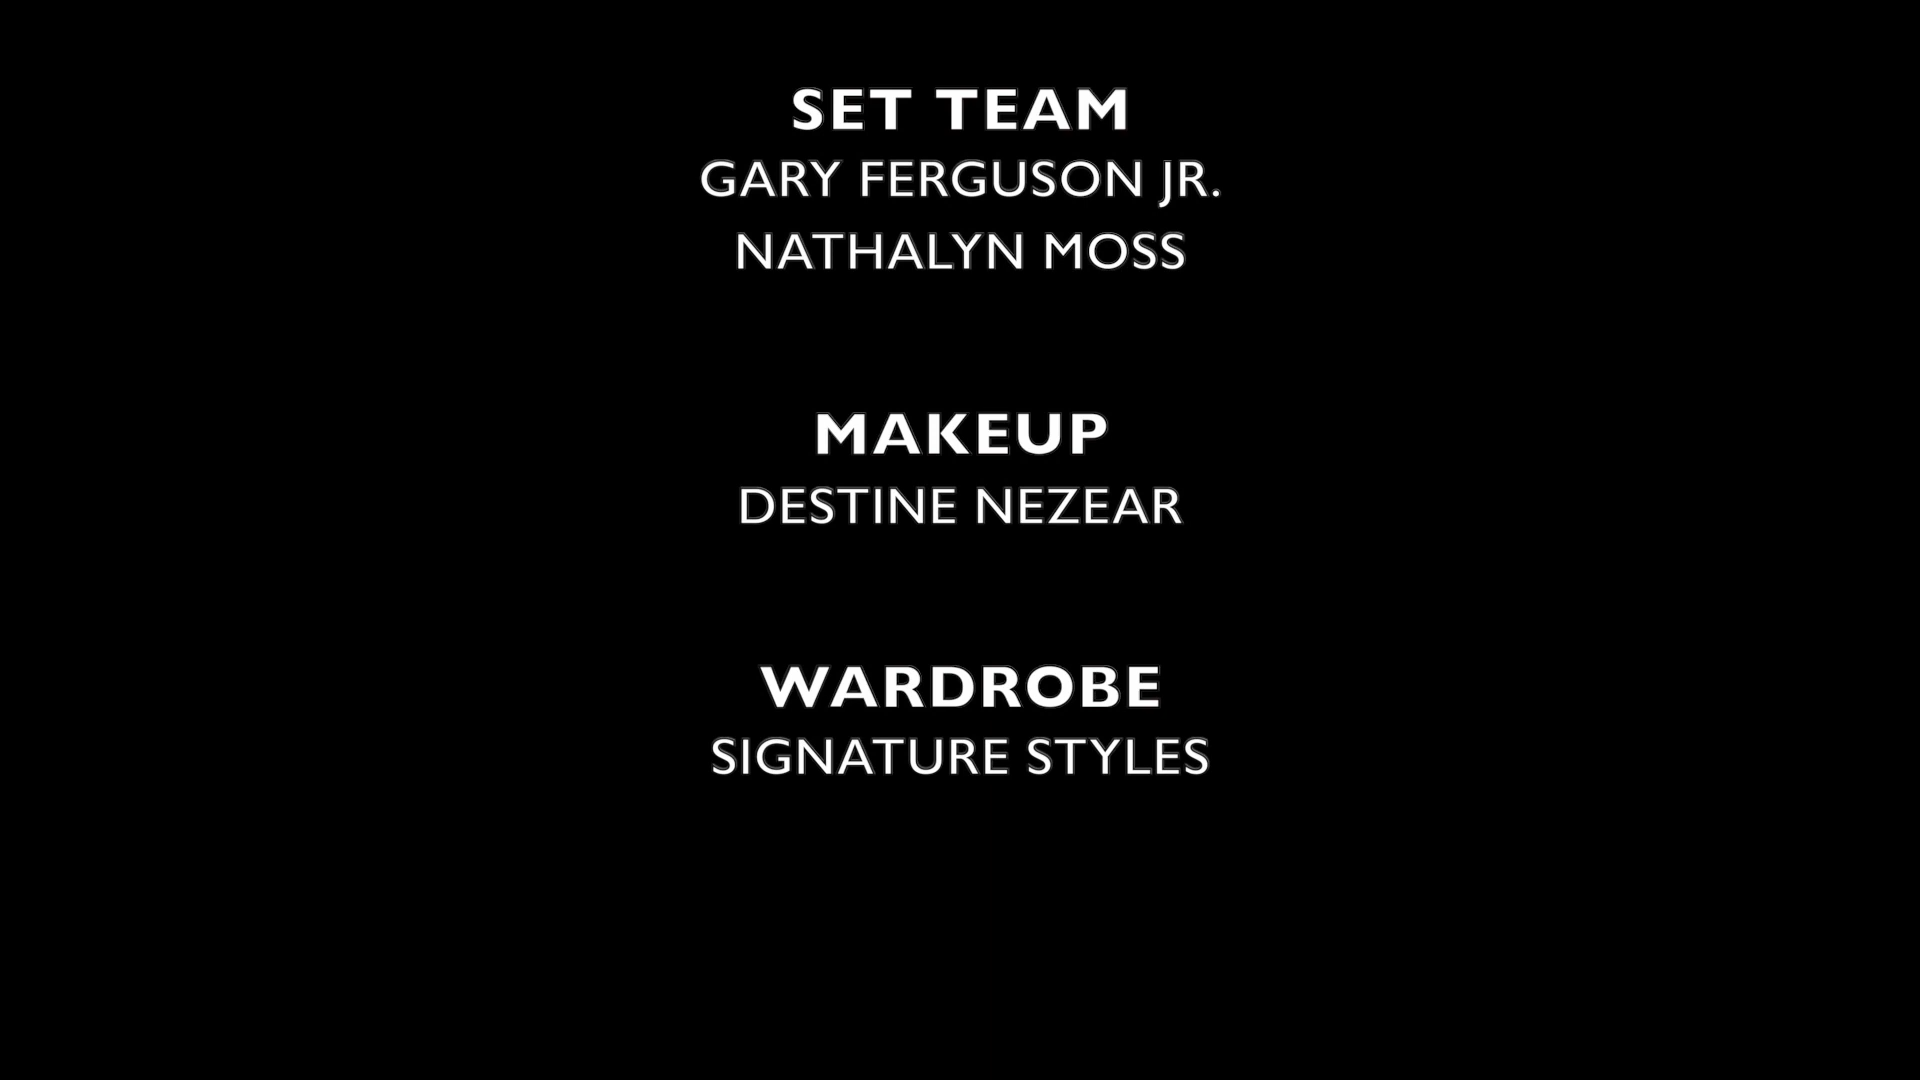 SET TEAM
GARY FERGUSON JR.
NATHALYN MOSS
MAKEUP
DESTINE NEZEAR
WARDROBE
SIGNATURE STYLES